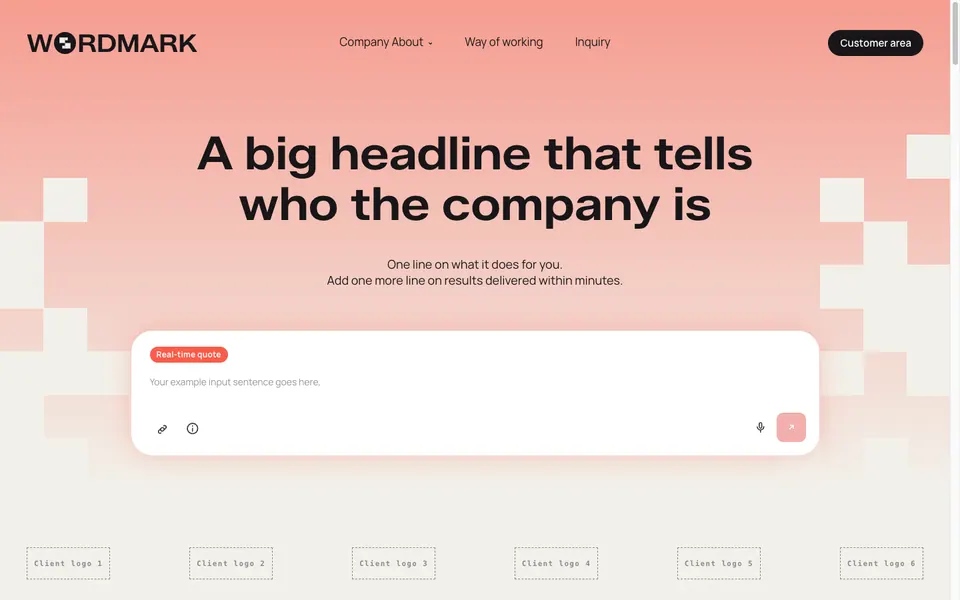 WORDMARK
Company About
Way of working
Inquiry
Customer area
A big headline that tells
who the company is
One line on what it does for you.
Add one more line on results delivered within minutes.
Real-time quote
Your example input sentence goes here,
Client logo 1
Client logo 2
Client logo 3
Client logo 4
Client logo 5
Client logo 6